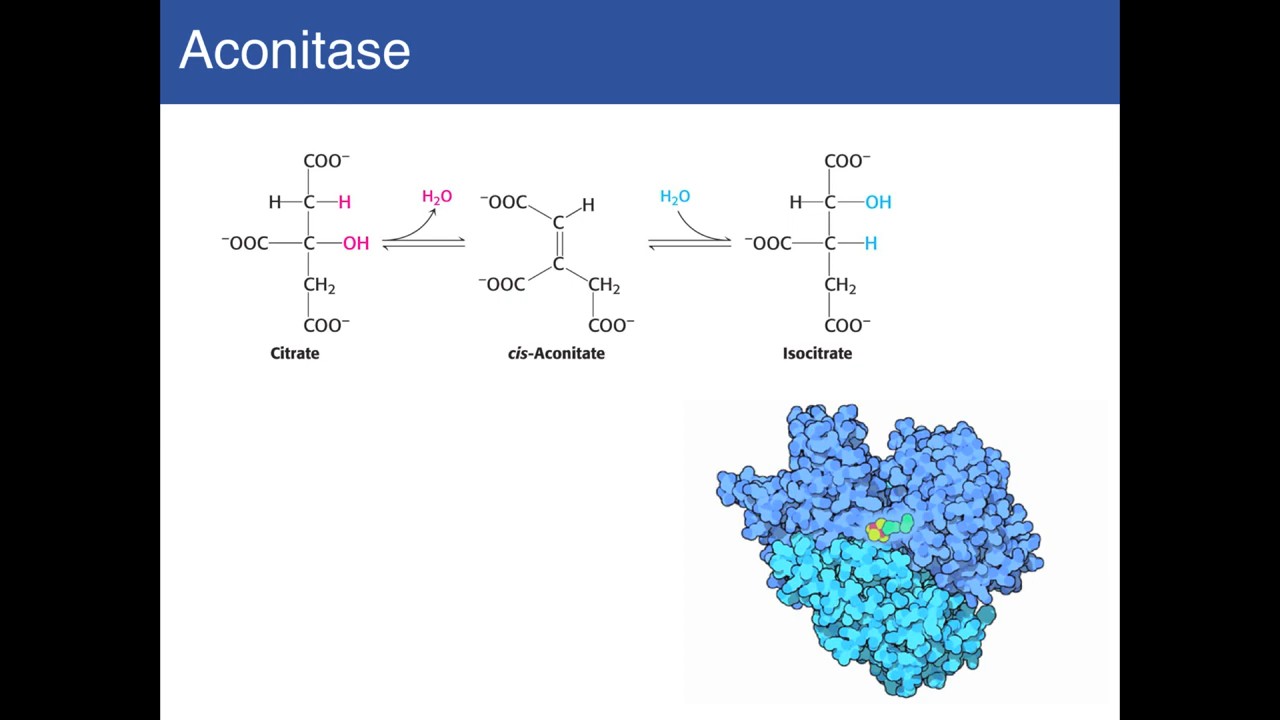 Aconitase
COO⁻
H—C—H
⁻OOC—C—OH
CH₂
COO⁻
Citrate
H₂O
⁻OOC
H
C
C
⁻OOC
CH₂
COO⁻
cis-Aconitate
H₂O
COO⁻
H—C—OH
⁻OOC—C—H
CH₂
COO⁻
Isocitrate